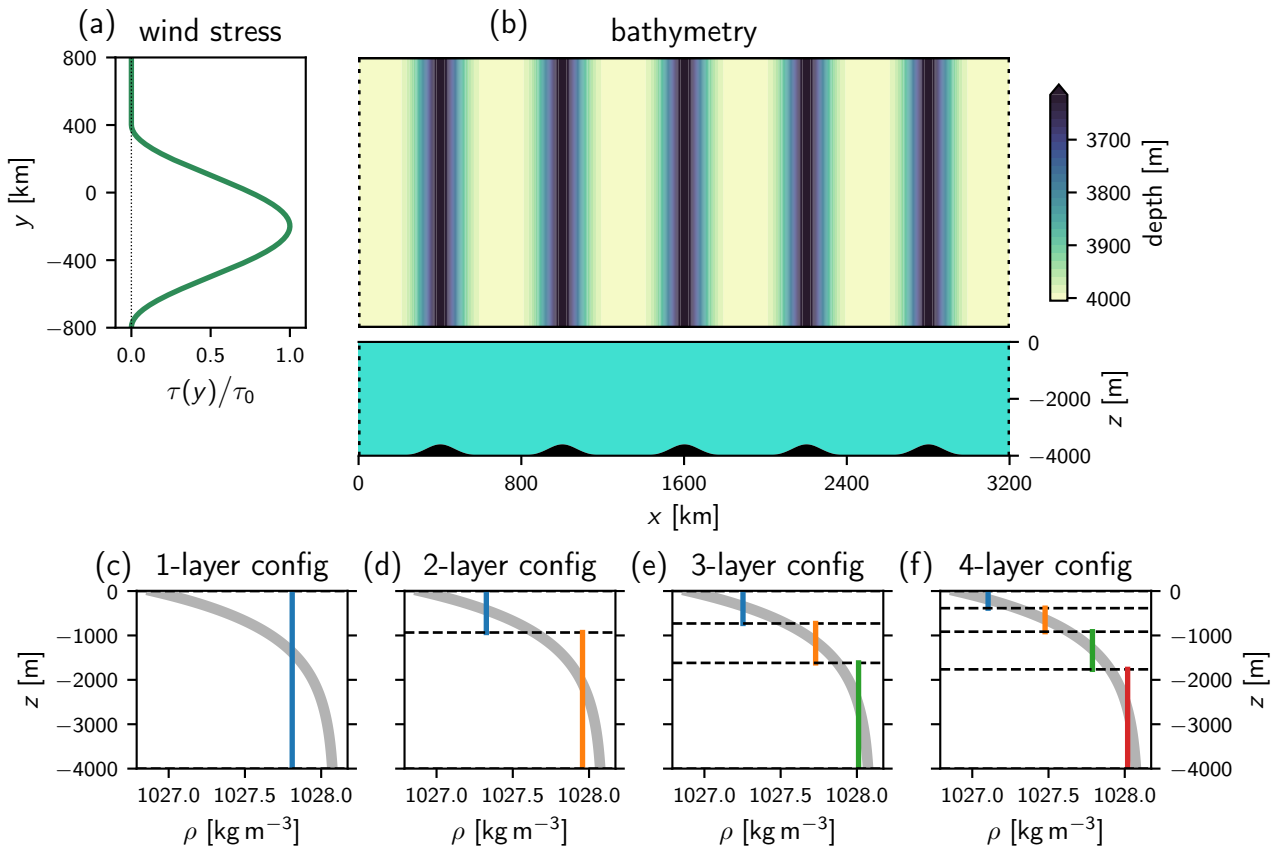 (a) wind stress
800
400
0
−400
−800
y [km]
0.0 0.5 1.0
τ(y)/τ0
(b) bathymetry
3700
3800
3900
4000
depth [m]
0
−2000
−4000
z [m]
0 800 1600 2400 3200
x [km]
(c) 1-layer config
0
−1000
−2000
−3000
−4000
z [m]
1027.0 1027.5 1028.0
ρ [kg m−3]
(d) 2-layer config
1027.0 1027.5 1028.0
ρ [kg m−3]
(e) 3-layer config
1027.0 1027.5 1028.0
ρ [kg m−3]
(f) 4-layer config
0
−1000
−2000
−3000
−4000
z [m]
1027.0 1027.5 1028.0
ρ [kg m−3]